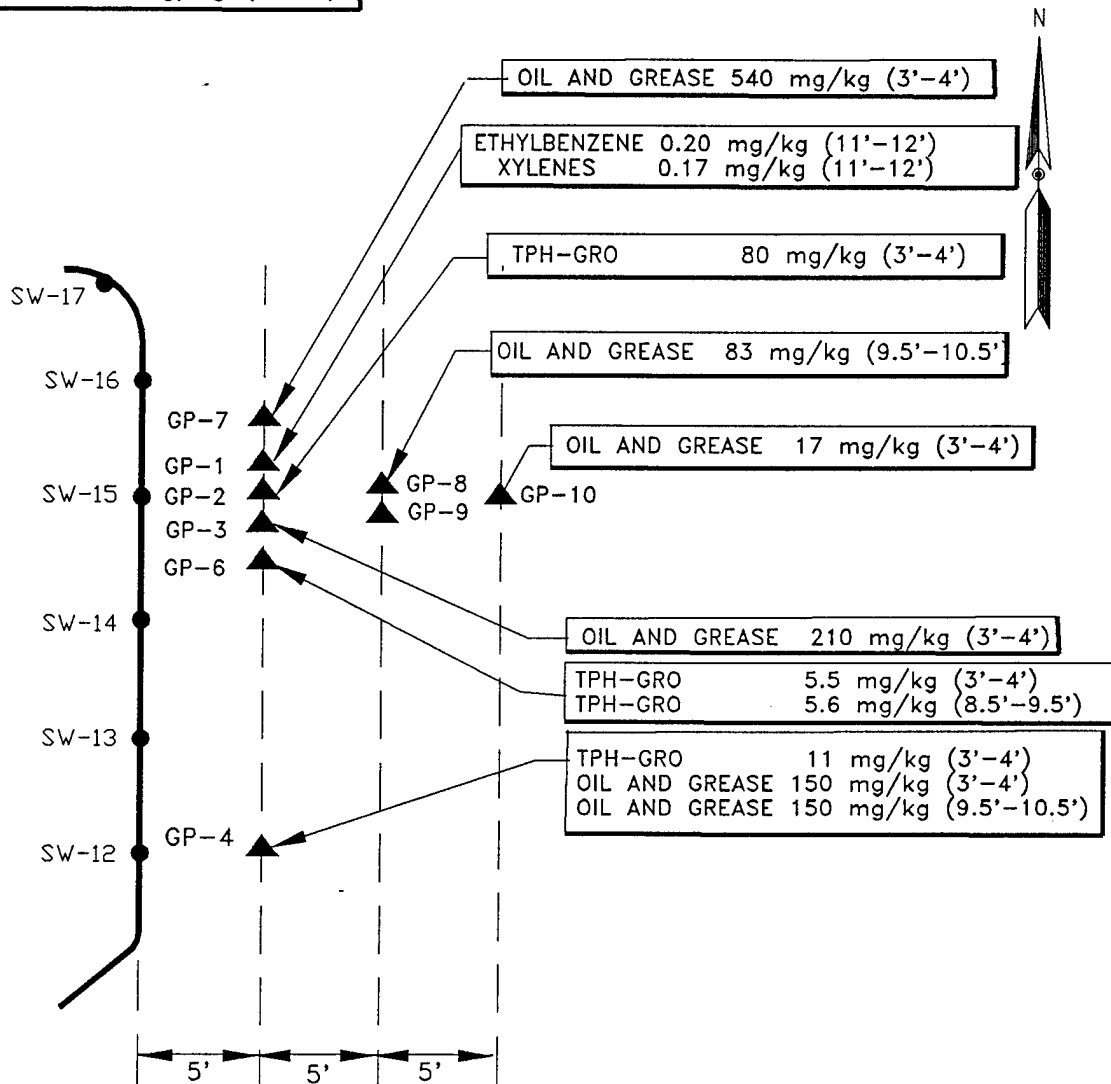 N
OIL AND GREASE 540 mg/kg (3'-4')
ETHYLBENZENE 0.20 mg/kg (11'-12')
XYLENES 0.17 mg/kg (11'-12')
TPH-GRO 80 mg/kg (3'-4')
SW-17
OIL AND GREASE 83 mg/kg (9.5'-10.5'
SW-16
GP-7
OIL AND GREASE 17 mg/kg (3'-4')
GP-1
GP-8
SW-15
GP-2
GP-10
GP-9
GP-3
GP-6
SW-14
OIL AND GREASE 210 mg/kg (3'-4')
TPH-GRO 5.5 mg/kg (3'-4')
TPH-GRO 5.6 mg/kg (8.5'-9.5')
SW-13
TPH-GRO 11 mg/kg (3'-4')
OIL AND GREASE 150 mg/kg (3'-4')
OIL AND GREASE 150 mg/kg (9.5'-10.5')
GP-4
SW-12
5'
5'
5'